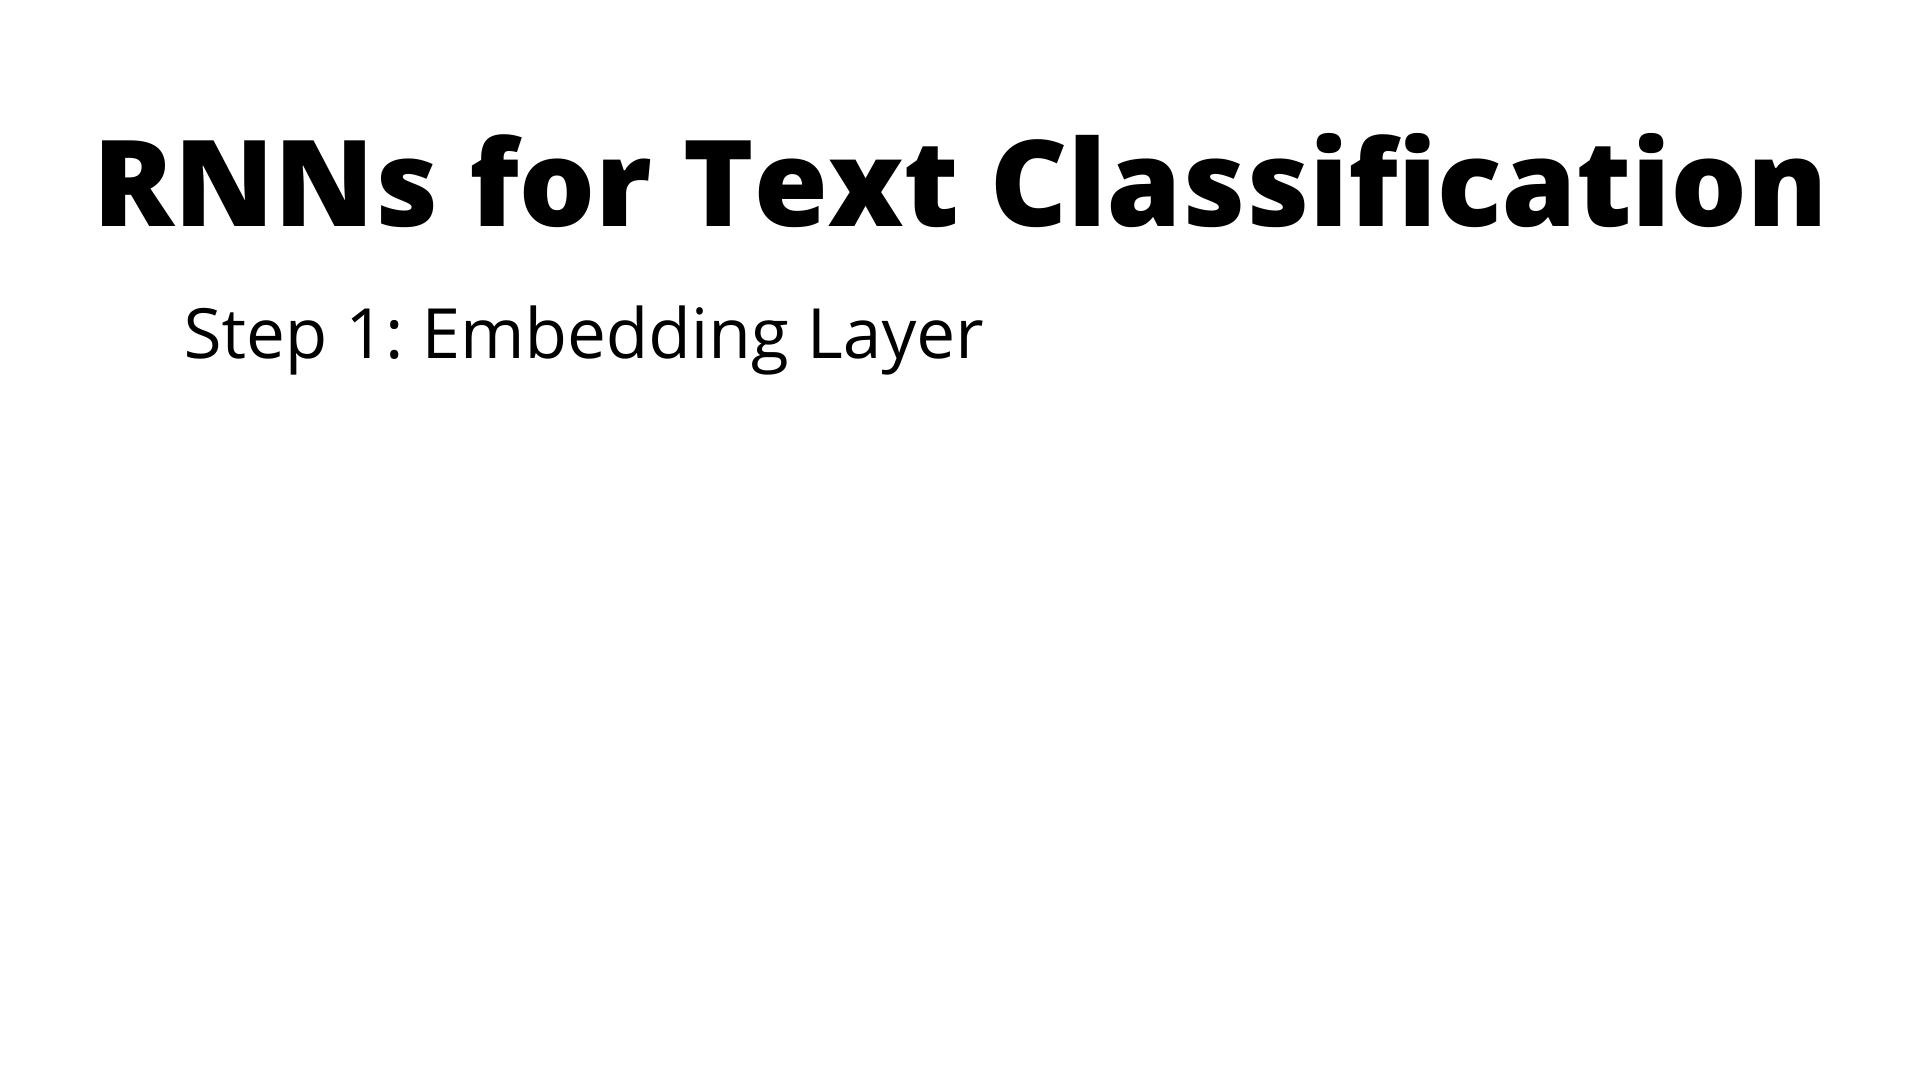 RNNs for Text Classification
Step 1: Embedding Layer